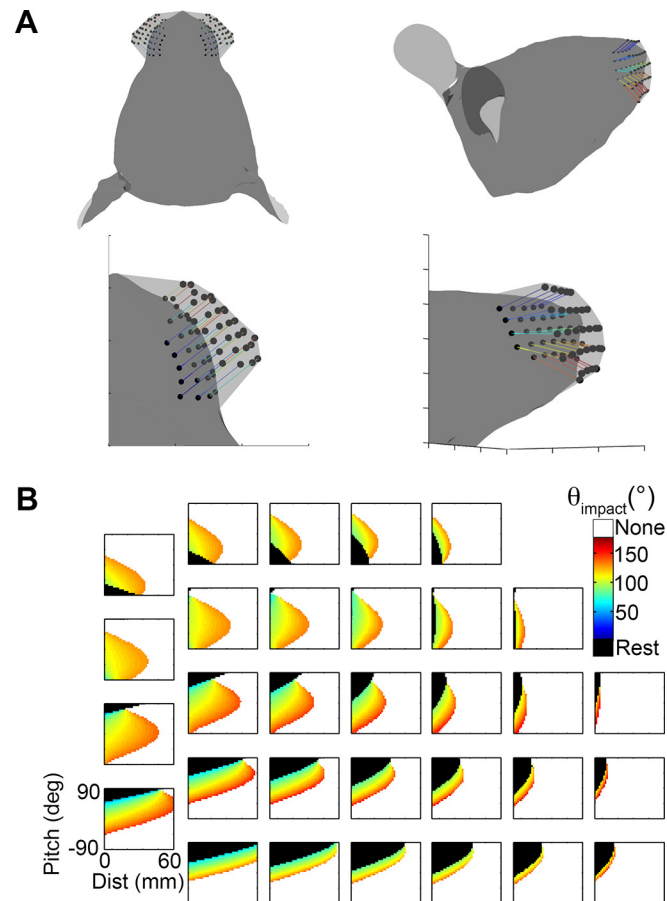 A
B
θimpact(°)
None
150
100
50
Rest
90
-90
Pitch (deg)
0
60
Dist (mm)